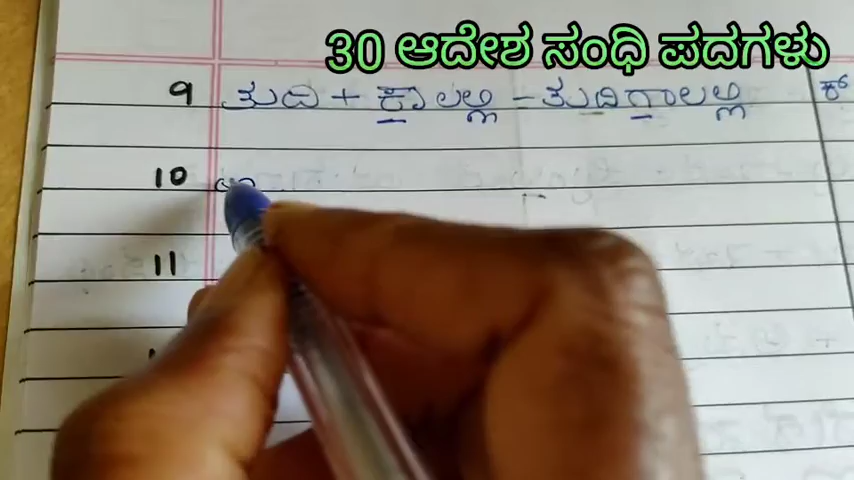 30 ಆದೇಶ ಸಂಧಿ ಪದಗಳು
9 ತುದಿ + ಕಾಲಲ್ಲಿ - ತುದಿಗಾಲಲ್ಲಿ ಕ್
10
11